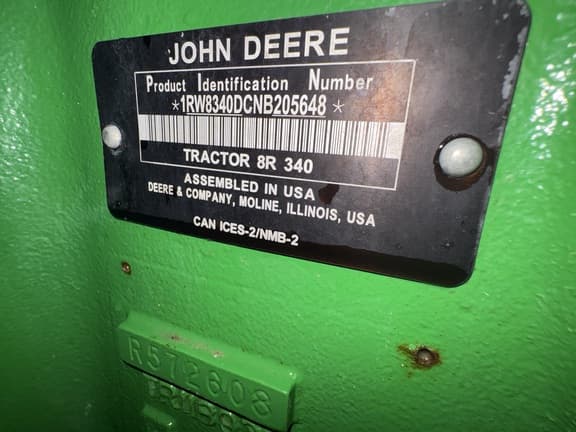 JOHN DEERE
Product Identification Number
*1RW8340DCNB205648*
TRACTOR 8R 340
ASSEMBLED IN USA
DEERE & COMPANY, MOLINE, ILLINOIS, USA
CAN ICES-2/NMB-2
R572608